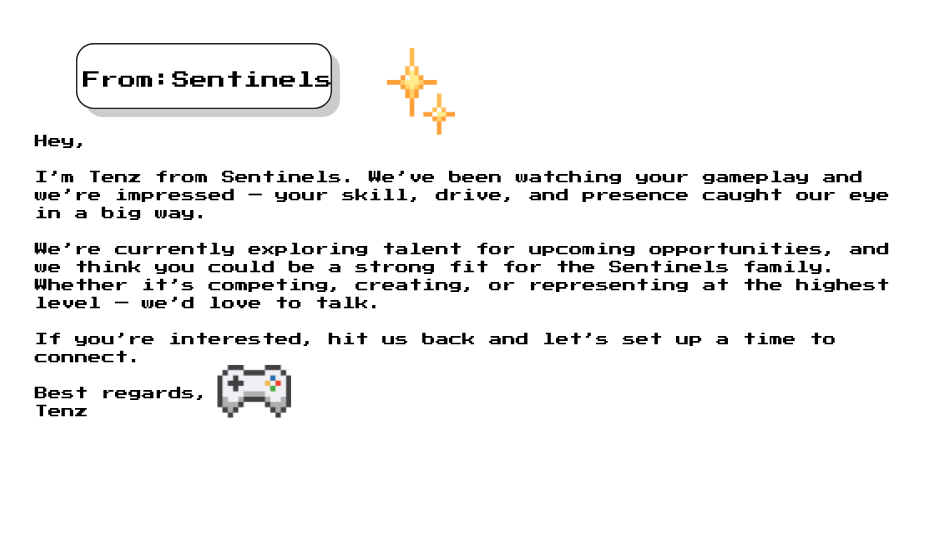 From:Sentinels
Hey,
I'm Tenz from Sentinels. We've been watching your gameplay and
we're impressed — your skill, drive, and presence caught our eye
in a big way.
We're currently exploring talent for upcoming opportunities, and
we think you could be a strong fit for the Sentinels family.
Whether it's competing, creating, or representing at the highest
level — we'd love to talk.
If you're interested, hit us back and let's set up a time to
connect.
Best regards,
Tenz